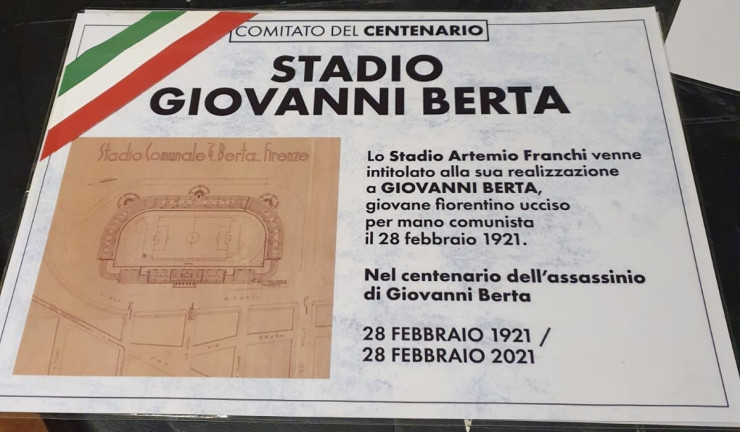 COMITATO DEL CENTENARIO
STADIO
GIOVANNI BERTA
Stadio Comunale "G. Berta" Firenze
Lo Stadio Artemio Franchi venne
intitolato alla sua realizzazione
a GIOVANNI BERTA,
giovane fiorentino ucciso
per mano comunista
il 28 febbraio 1921.
Nel centenario dell'assassinio
di Giovanni Berta
28 FEBBRAIO 1921 /
28 FEBBRAIO 2021